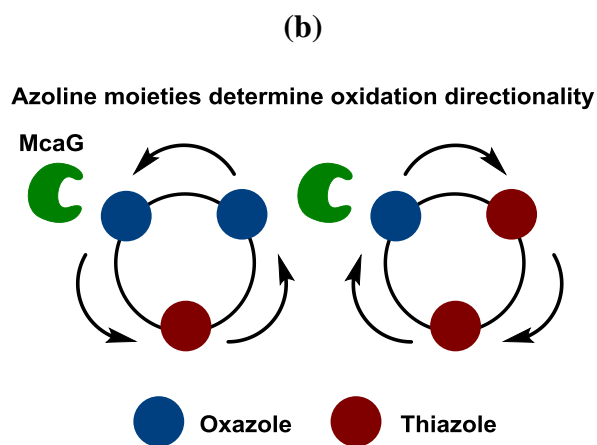 (b)
Azoline moieties determine oxidation directionality
McaG
Oxazole
Thiazole